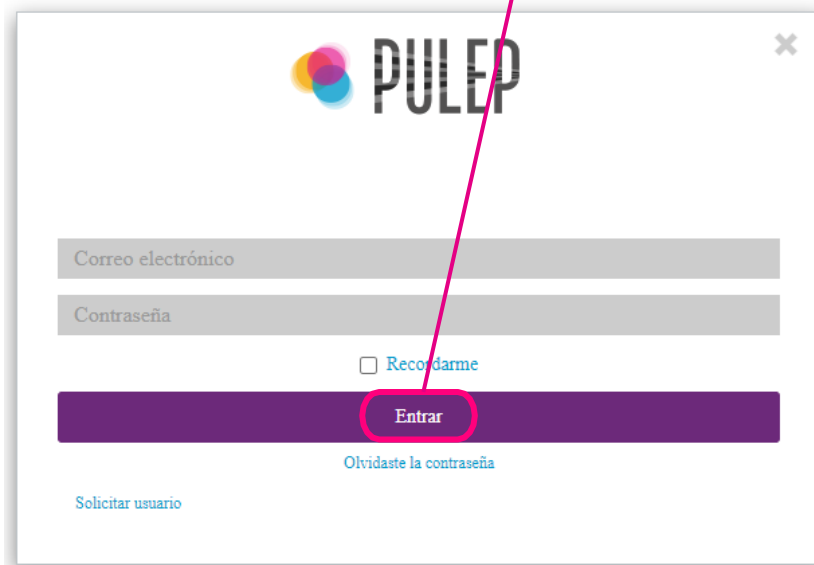 PULEP
Correo electrónico
Contraseña
Recordarme
Entrar
Olvidaste la contraseña
Solicitar usuario